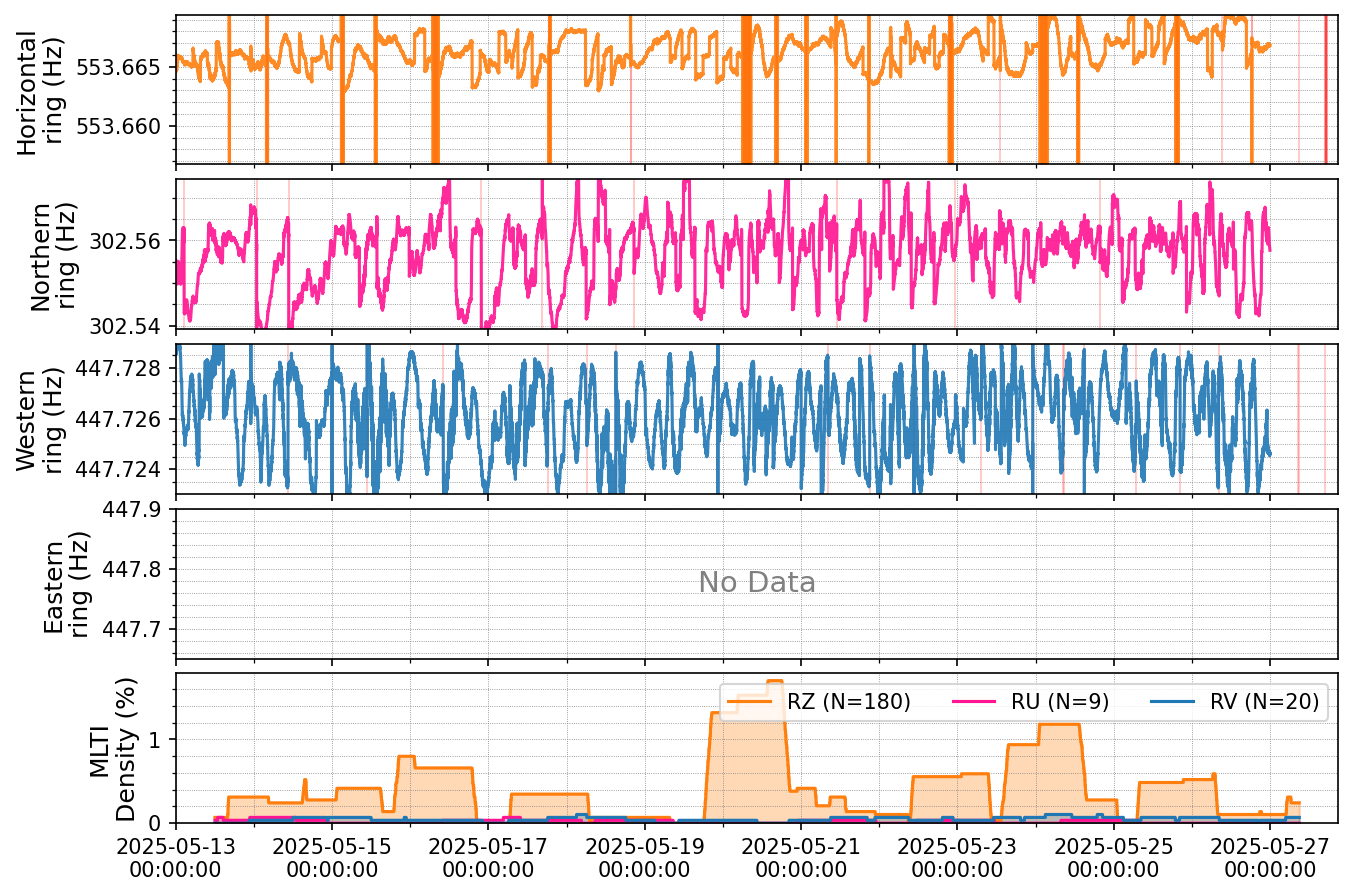 Horizontal
ring (Hz)
553.665
553.660
Northern
ring (Hz)
302.56
302.54
Western
ring (Hz)
447.728
447.726
447.724
Eastern
ring (Hz)
447.9
447.8
447.7
No Data
MLTI
Density (%)
1
0
RZ (N=180) RU (N=9) RV (N=20)
2025-05-13 2025-05-15 2025-05-17 2025-05-19 2025-05-21 2025-05-23 2025-05-25 2025-05-27
00:00:00 00:00:00 00:00:00 00:00:00 00:00:00 00:00:00 00:00:00 00:00:00